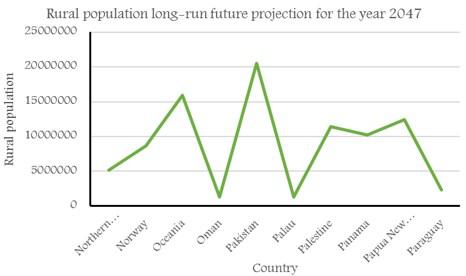 Rural population long-run future projection for the year 2047
25000000
20000000
15000000
10000000
5000000
0
Rural population
Northern...
Norway
Oceania
Oman
Pakistan
Palau
Palestine
Panama
Papua New...
Paraguay
Country